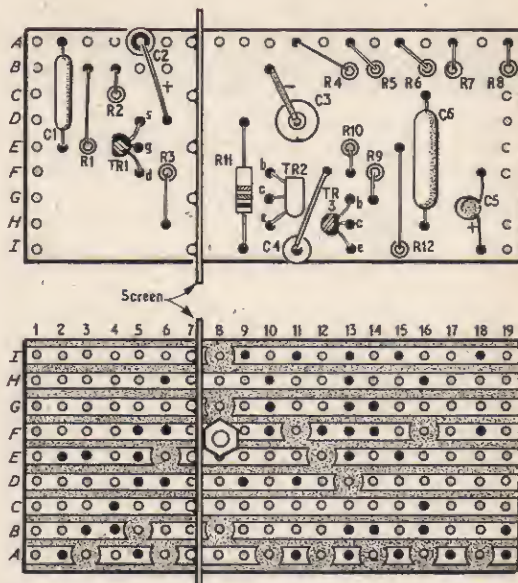 A
B
C
D
E
F
G
H
I
C1
R1
R2
C2
+
s
g
d
TR1
R3
R11
b
c
e
TR2
C3
−
C4
TR
3
b
c
e
R4
R10
R9
R5
R6
R12
C6
R7
R8
C5
+
Screen
1 2 3 4 5 6 7 8 9 10 11 12 13 14 15 16 17 18 19
I
H
G
F
E
D
C
B
A